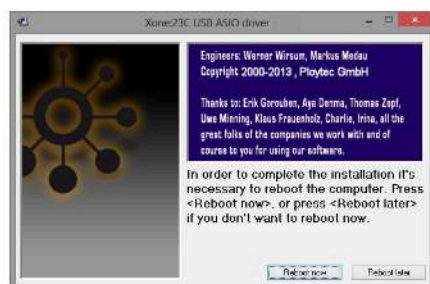 Xone:23C USB ASIO driver
Engineers: Werner Wirsum, Markus Medau
Copyright 2000-2013 , Ploytec GmbH
Thanks to: Erik Gorouben, Aya Denma, Thomas Zopf,
Uwe Minning, Klaus Frauenholz, Charlie, Irina, all the
great folks of the companies we work with and of
course to you for using our software.
In order to complete the installation it's
necessary to reboot the computer. Press
<Reboot now>, or press <Reboot later>
if you don't want to reboot now.
Reboot now
Reboot later